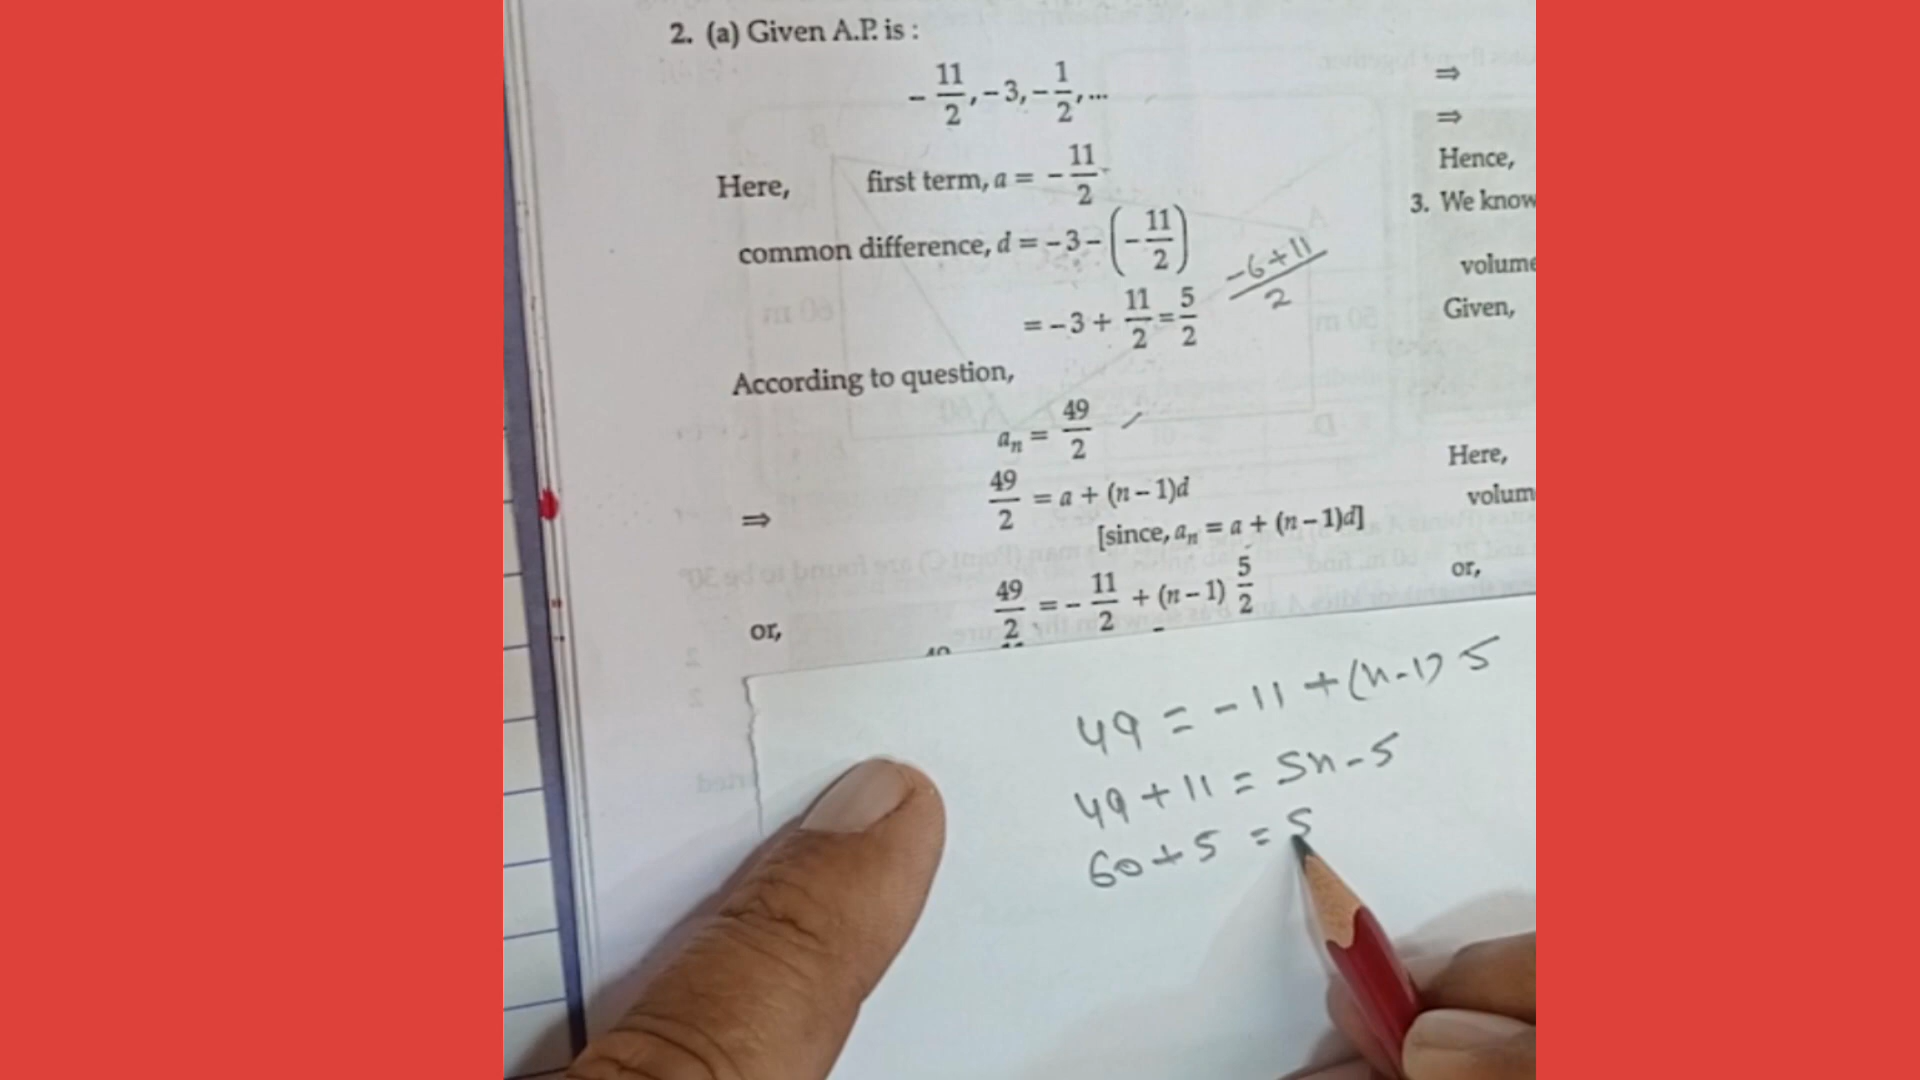 2. (a) Given A.P. is :
- 11/2, - 3, - 1/2, ...
Here, first term, a = - 11/2
common difference, d = - 3 - (- 11/2)
= - 3 + 11/2 = 5/2
-6+11/2
According to question,
aₙ = 49/2
⇒ 49/2 = a + (n - 1)d
[since, aₙ = a + (n - 1)d]
or, 49/2 = - 11/2 + (n - 1) 5/2
49 = -11 + (n-1) 5
49+11 = 5n-5
60+5 = 5
⇒
⇒
Hence,
3. We know
volume
Given,
Here,
volum
or,